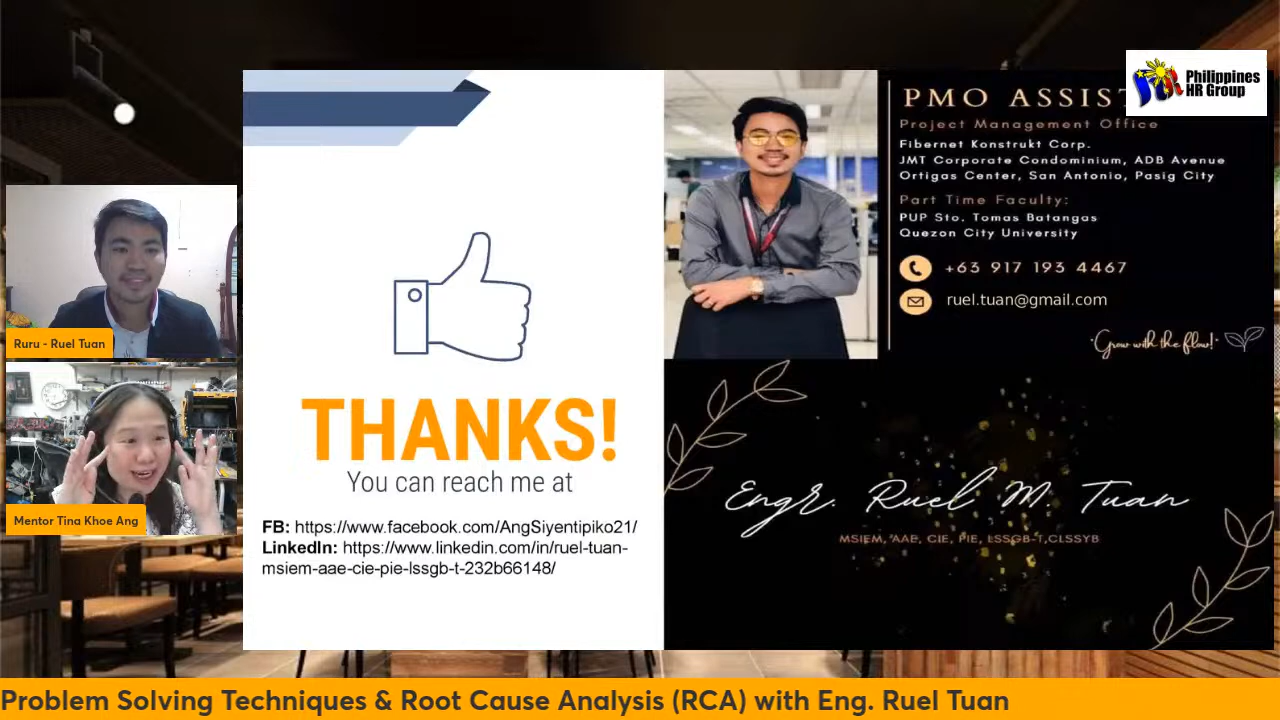 Philippines
HR Group
PMO ASSIST
Project Management Office
Fibernet Konstrukt Corp.
JMT Corporate Condominium, ADB Avenue
Ortigas Center, San Antonio, Pasig City
Part Time Faculty:
PUP Sto. Tomas Batangas
Quezon City University
+63 917 193 4467
ruel.tuan@gmail.com
"Grow with the flow!"
Ruru - Ruel Tuan
Mentor Tina Khoe Ang
THANKS!
You can reach me at
FB: https://www.facebook.com/AngSiyentipiko21/
LinkedIn: https://www.linkedin.com/in/ruel-tuan-
msiem-aae-cie-pie-lssgb-t-232b66148/
Engr. Ruel M. Tuan
MSIEM, AAE, CIE, PIE, LSSGB-T,CLSSYB
Problem Solving Techniques & Root Cause Analysis (RCA) with Eng. Ruel Tuan